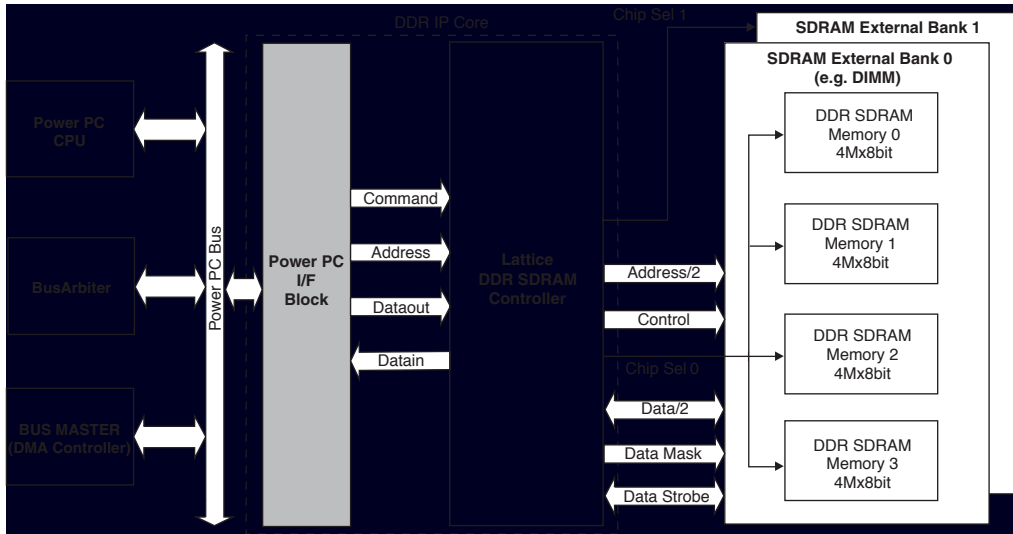 DDR IP Core
Chip Sel 1
SDRAM External Bank 1
SDRAM External Bank 0
(e.g. DIMM)
Power PC
CPU
BusArbiter
BUS MASTER
(DMA Controller)
Power PC Bus
Power PC
I/F
Block
Command
Address
Dataout
Datain
Lattice
DDR SDRAM
Controller
Address/2
Control
Chip Sel 0
Data/2
Data Mask
Data Strobe
DDR SDRAM
Memory 0
4Mx8bit
DDR SDRAM
Memory 1
4Mx8bit
DDR SDRAM
Memory 2
4Mx8bit
DDR SDRAM
Memory 3
4Mx8bit